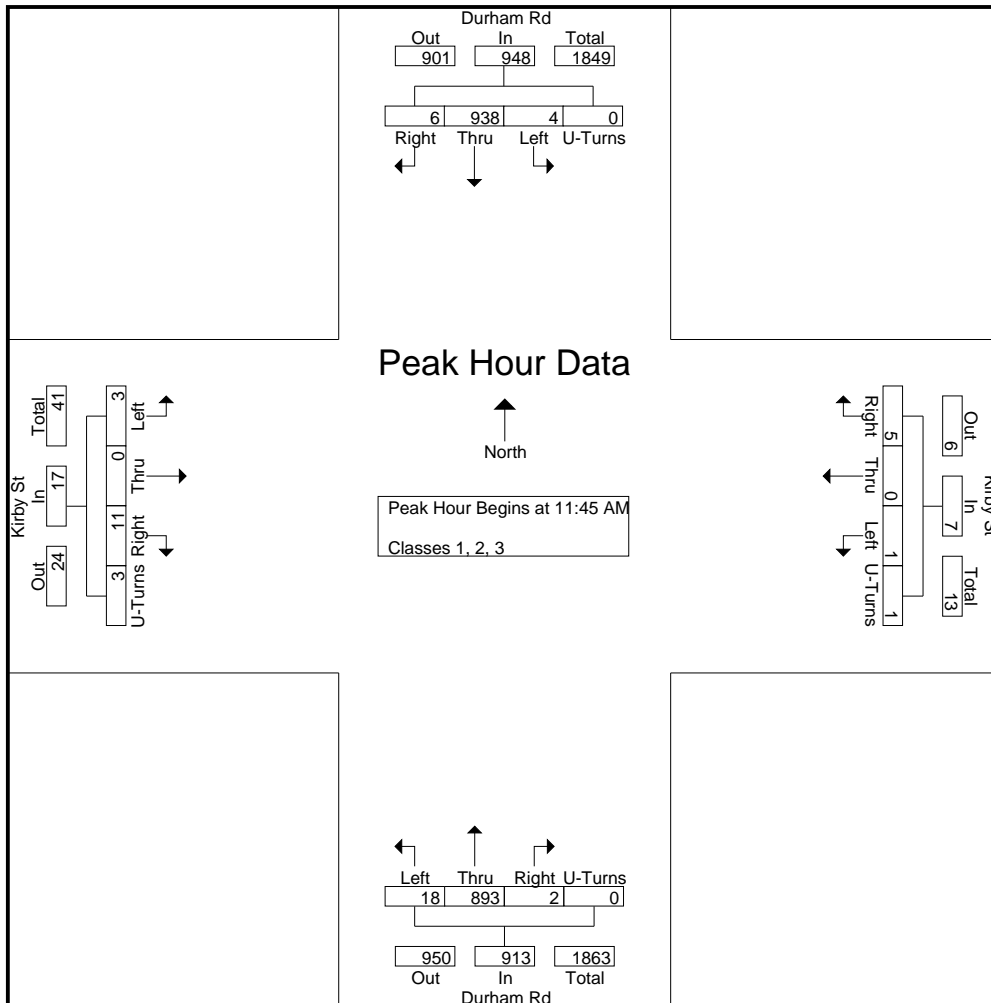 Durham Rd
Out In Total
901 948 1849
6 938 4 0
Right Thru Left U-Turns
Peak Hour Data
North
Peak Hour Begins at 11:45 AM
Classes 1, 2, 3
Kirby St
Total In Out
41 17 24
3 0 11 3
Left Thru Right U-Turns
Right Thru Left U-Turns
5 0 1 1
Out In Total
6 7 13
Kirby St
Left Thru Right U-Turns
18 893 2 0
950 913 1863
Out In Total
Durham Rd